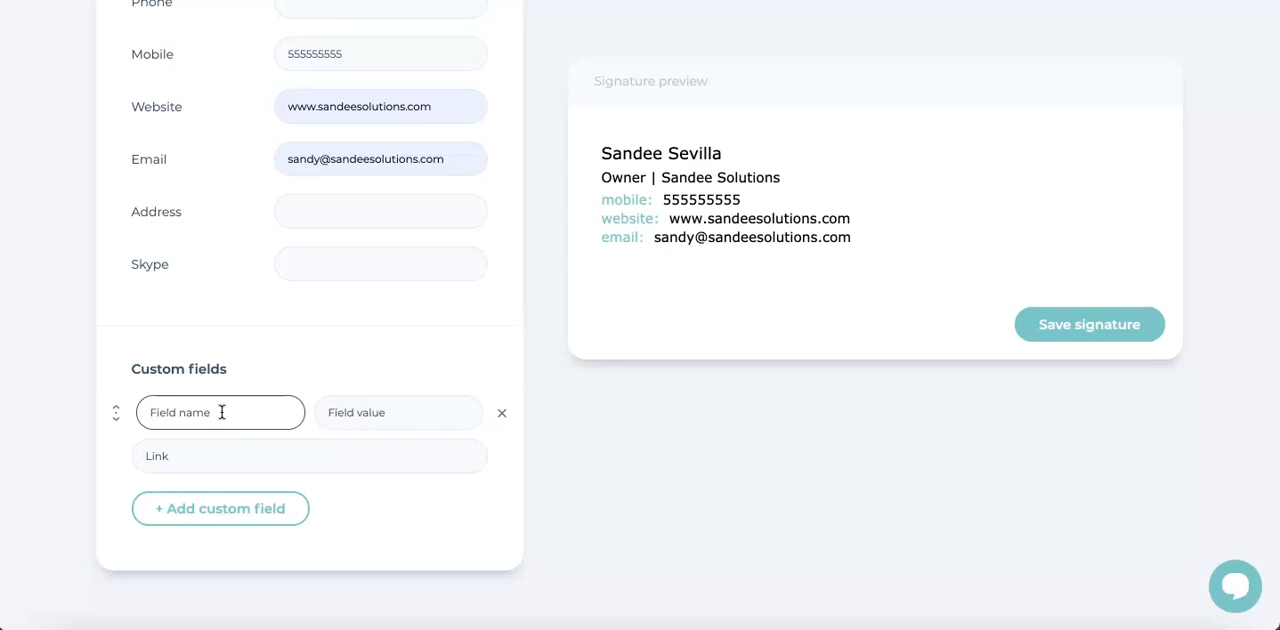 Phone
Mobile 555555555
Website www.sandeesolutions.com
Email sandy@sandeesolutions.com
Address
Skype
Custom fields
Field name Field value
Link
+ Add custom field
Signature preview
Sandee Sevilla
Owner | Sandee Solutions
mobile: 555555555
website: www.sandeesolutions.com
email: sandy@sandeesolutions.com
Save signature